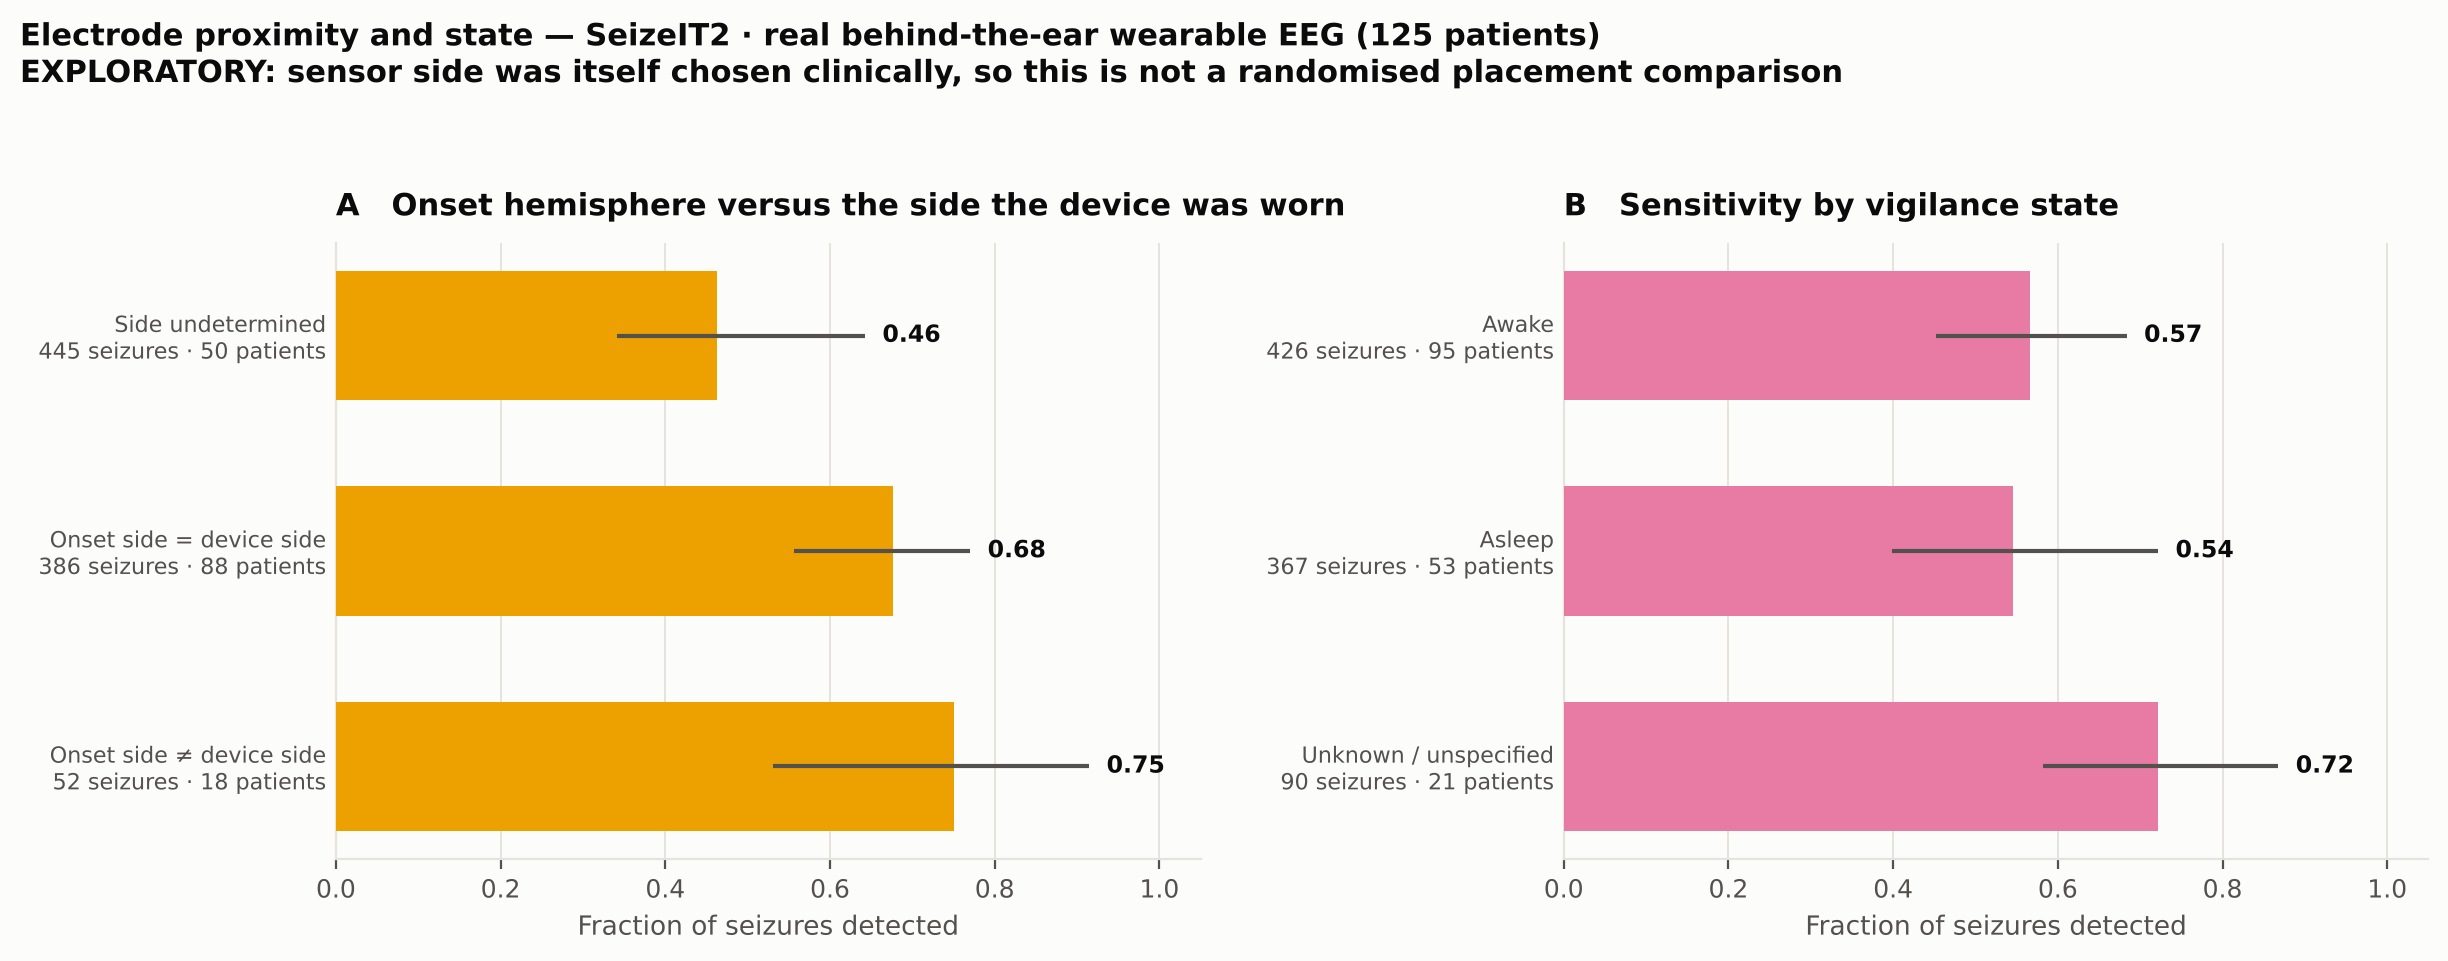 Electrode proximity and state — SeizeIT2 · real behind-the-ear wearable EEG (125 patients)
EXPLORATORY: sensor side was itself chosen clinically, so this is not a randomised placement comparison
A Onset hemisphere versus the side the device was worn
Side undetermined
445 seizures · 50 patients
0.46
Onset side = device side
386 seizures · 88 patients
0.68
Onset side ≠ device side
52 seizures · 18 patients
0.75
0.0 0.2 0.4 0.6 0.8 1.0
Fraction of seizures detected
B Sensitivity by vigilance state
Awake
426 seizures · 95 patients
0.57
Asleep
367 seizures · 53 patients
0.54
Unknown / unspecified
90 seizures · 21 patients
0.72
0.0 0.2 0.4 0.6 0.8 1.0
Fraction of seizures detected